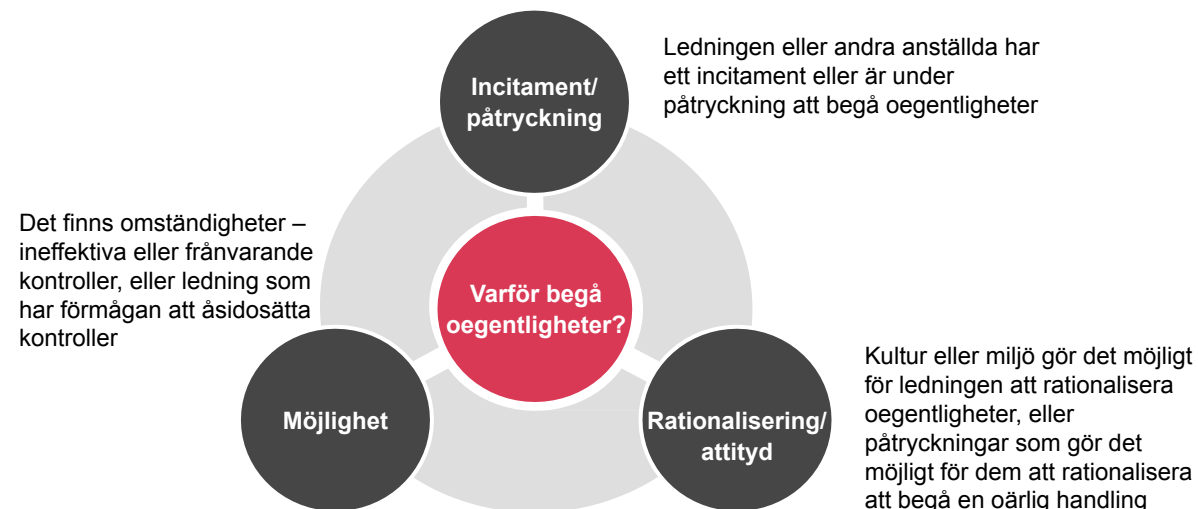 Incitament/
påtryckning
Ledningen eller andra anställda har
ett incitament eller är under
påtryckning att begå oegentligheter
Det finns omständigheter –
ineffektiva eller frånvarande
kontroller, eller ledning som
har förmågan att åsidosätta
kontroller
Varför begå
oegentligheter?
Möjlighet
Rationalisering/
attityd
Kultur eller miljö gör det möjligt
för ledningen att rationalisera
oegentligheter, eller
påtryckningar som gör det
möjligt för dem att rationalisera
att begå en oärlig handling